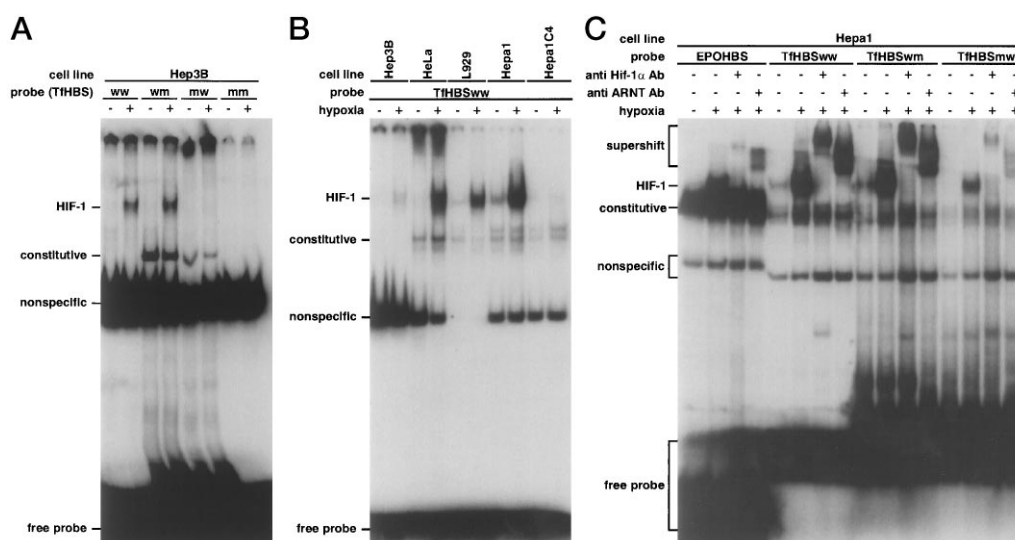 A
cell line Hep3B
probe (TfHBS) ww wm mw mm
- + - + - + - +
HIF-1
constitutive
nonspecific
free probe
B
cell line Hep3B HeLa L929 Hepa1 Hepa1C4
probe TfHBSww
hypoxia - + - + - + - + - +
HIF-1
constitutive
nonspecific
free probe
C
cell line Hepa1
probe EPOHBS TfHBSww TfHBSwm TfHBSmw
anti Hif-1α Ab + + + +
anti ARNT Ab + + + +
hypoxia - + + + - + + + - + + + - + + +
supershift
HIF-1
constitutive
nonspecific
free probe